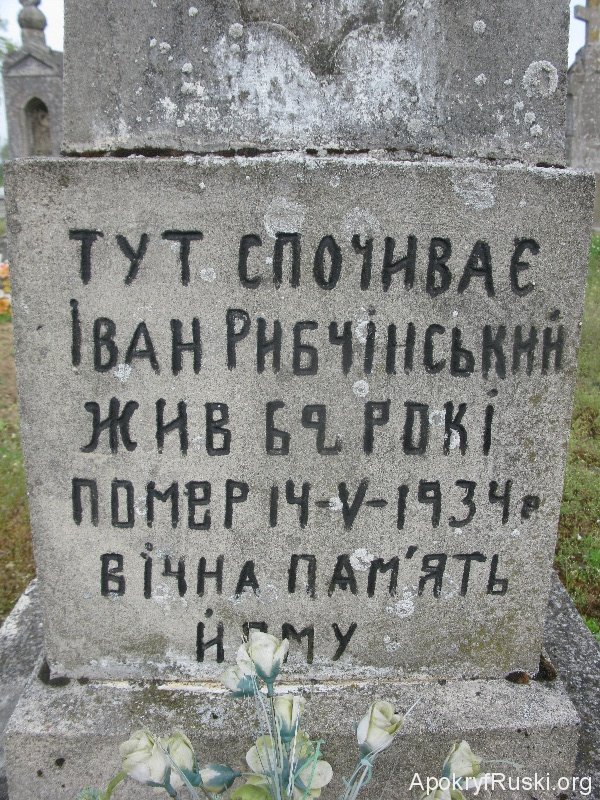 ТУТ СПОЧИВАЄ
ІВАН РИБЧІНСЬКИЙ
ЖИВ 62 РОКІ
ПОМЕР 14-V-1934 р
ВІЧНА ПАМ'ЯТЬ
ЙОМУ
ApokryfRuski.org